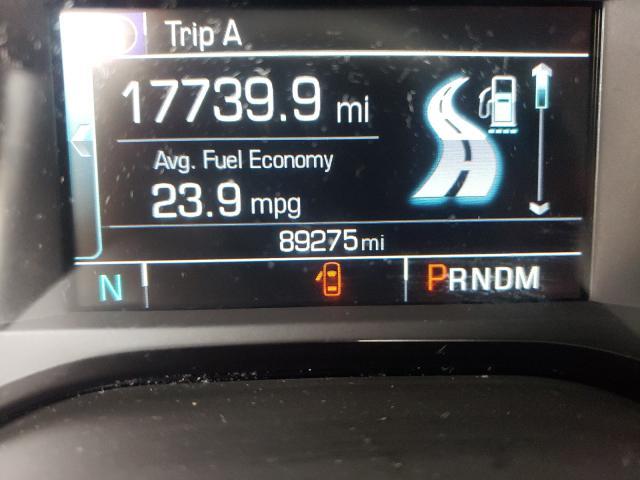 Trip A
17739.9 mi
Avg. Fuel Economy
23.9 mpg
89275 mi
N PRNDM